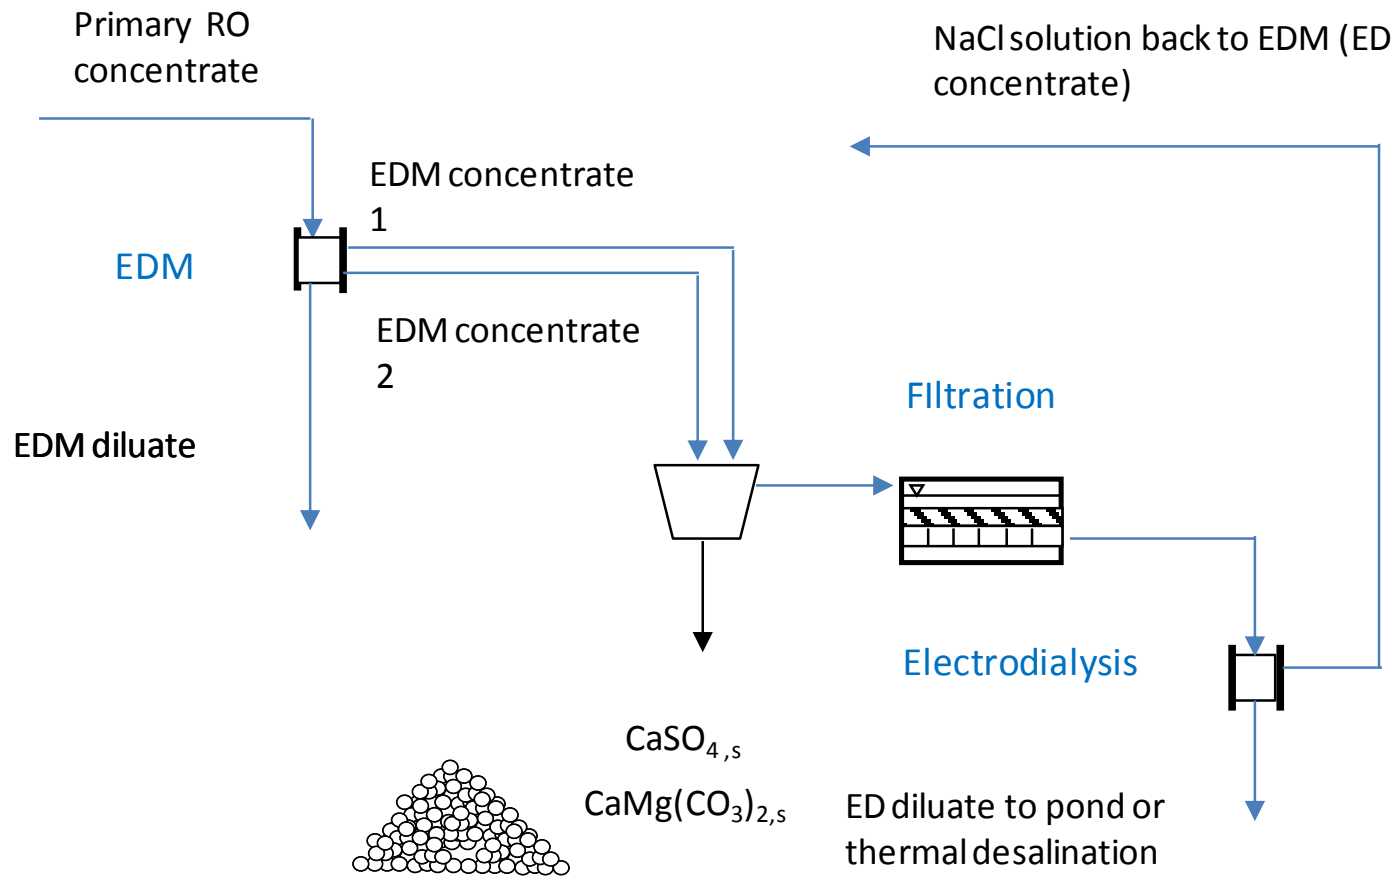 Primary RO
concentrate
NaCl solution back to EDM (ED
concentrate)
EDM concentrate
1
EDM
EDM concentrate
2
EDM diluate
FIltration
Electrodialysis
CaSO4,s
CaMg(CO3)2,s
ED diluate to pond or
thermal desalination